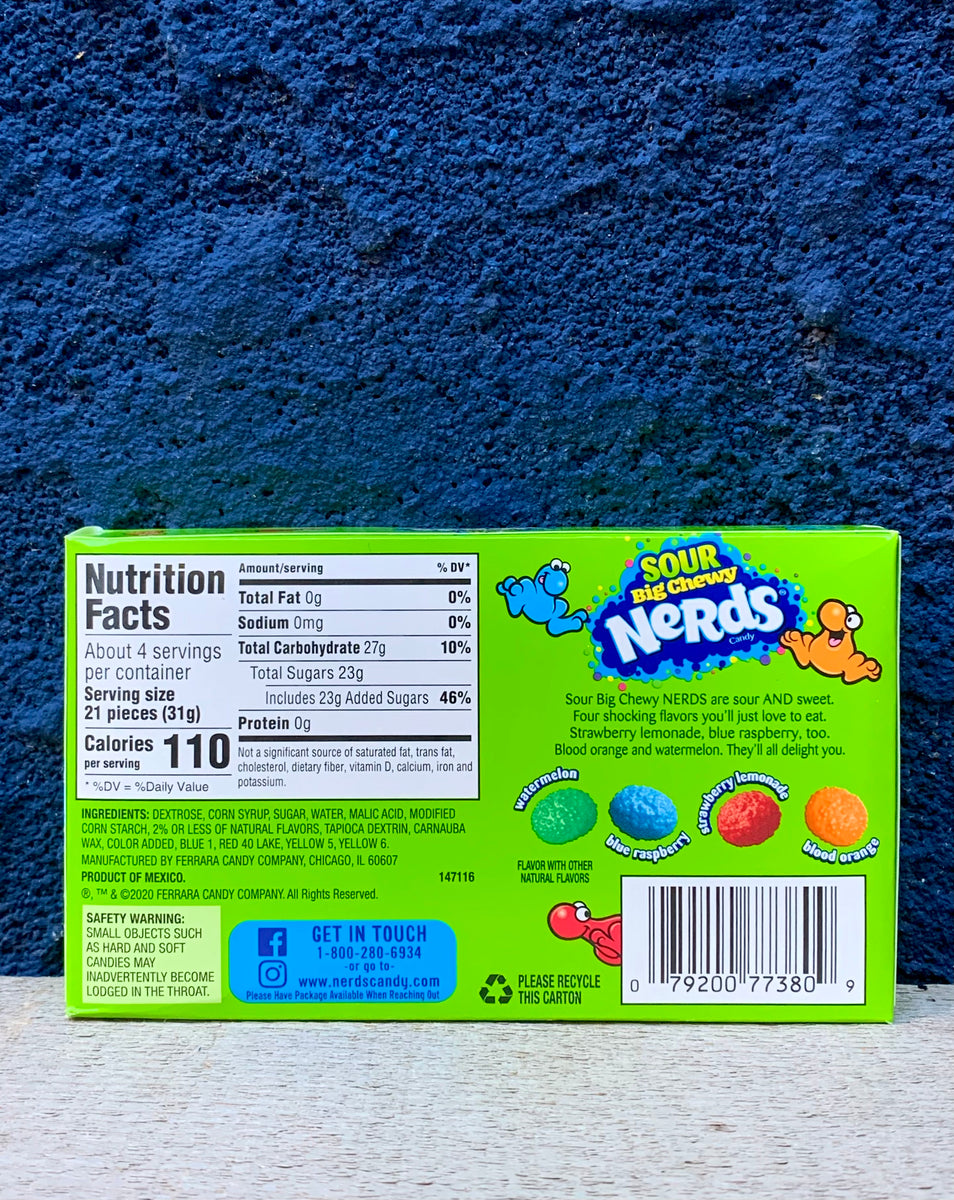 Nutrition
Facts
About 4 servings
per container
Serving size
21 pieces (31g)
Calories 110
per serving
* %DV = %Daily Value
Amount/serving % DV*
Total Fat 0g 0%
Sodium 0mg 0%
Total Carbohydrate 27g 10%
Total Sugars 23g
Includes 23g Added Sugars 46%
Protein 0g
Not a significant source of saturated fat, trans fat,
cholesterol, dietary fiber, vitamin D, calcium, iron and
potassium.
INGREDIENTS: DEXTROSE, CORN SYRUP, SUGAR, WATER, MALIC ACID, MODIFIED
CORN STARCH, 2% OR LESS OF NATURAL FLAVORS, TAPIOCA DEXTRIN, CARNAUBA
WAX, COLOR ADDED, BLUE 1, RED 40 LAKE, YELLOW 5, YELLOW 6.
MANUFACTURED BY FERRARA CANDY COMPANY, CHICAGO, IL 60607
PRODUCT OF MEXICO. 147116
®, ™ & ©2020 FERRARA CANDY COMPANY. All Rights Reserved.
SAFETY WARNING:
SMALL OBJECTS SUCH
AS HARD AND SOFT
CANDIES MAY
INADVERTENTLY BECOME
LODGED IN THE THROAT.
GET IN TOUCH
1-800-280-6934
-or go to-
www.nerdscandy.com
Please Have Package Available When Reaching Out
SOUR
Big Chewy
NeRds
Candy
Sour Big Chewy NERDS are sour AND sweet.
Four shocking flavors you'll just love to eat.
Strawberry lemonade, blue raspberry, too.
Blood orange and watermelon. They'll all delight you.
watermelon
blue raspberry
strawberry lemonade
blood orange
FLAVOR WITH OTHER
NATURAL FLAVORS
PLEASE RECYCLE
THIS CARTON
0 79200 77380 9